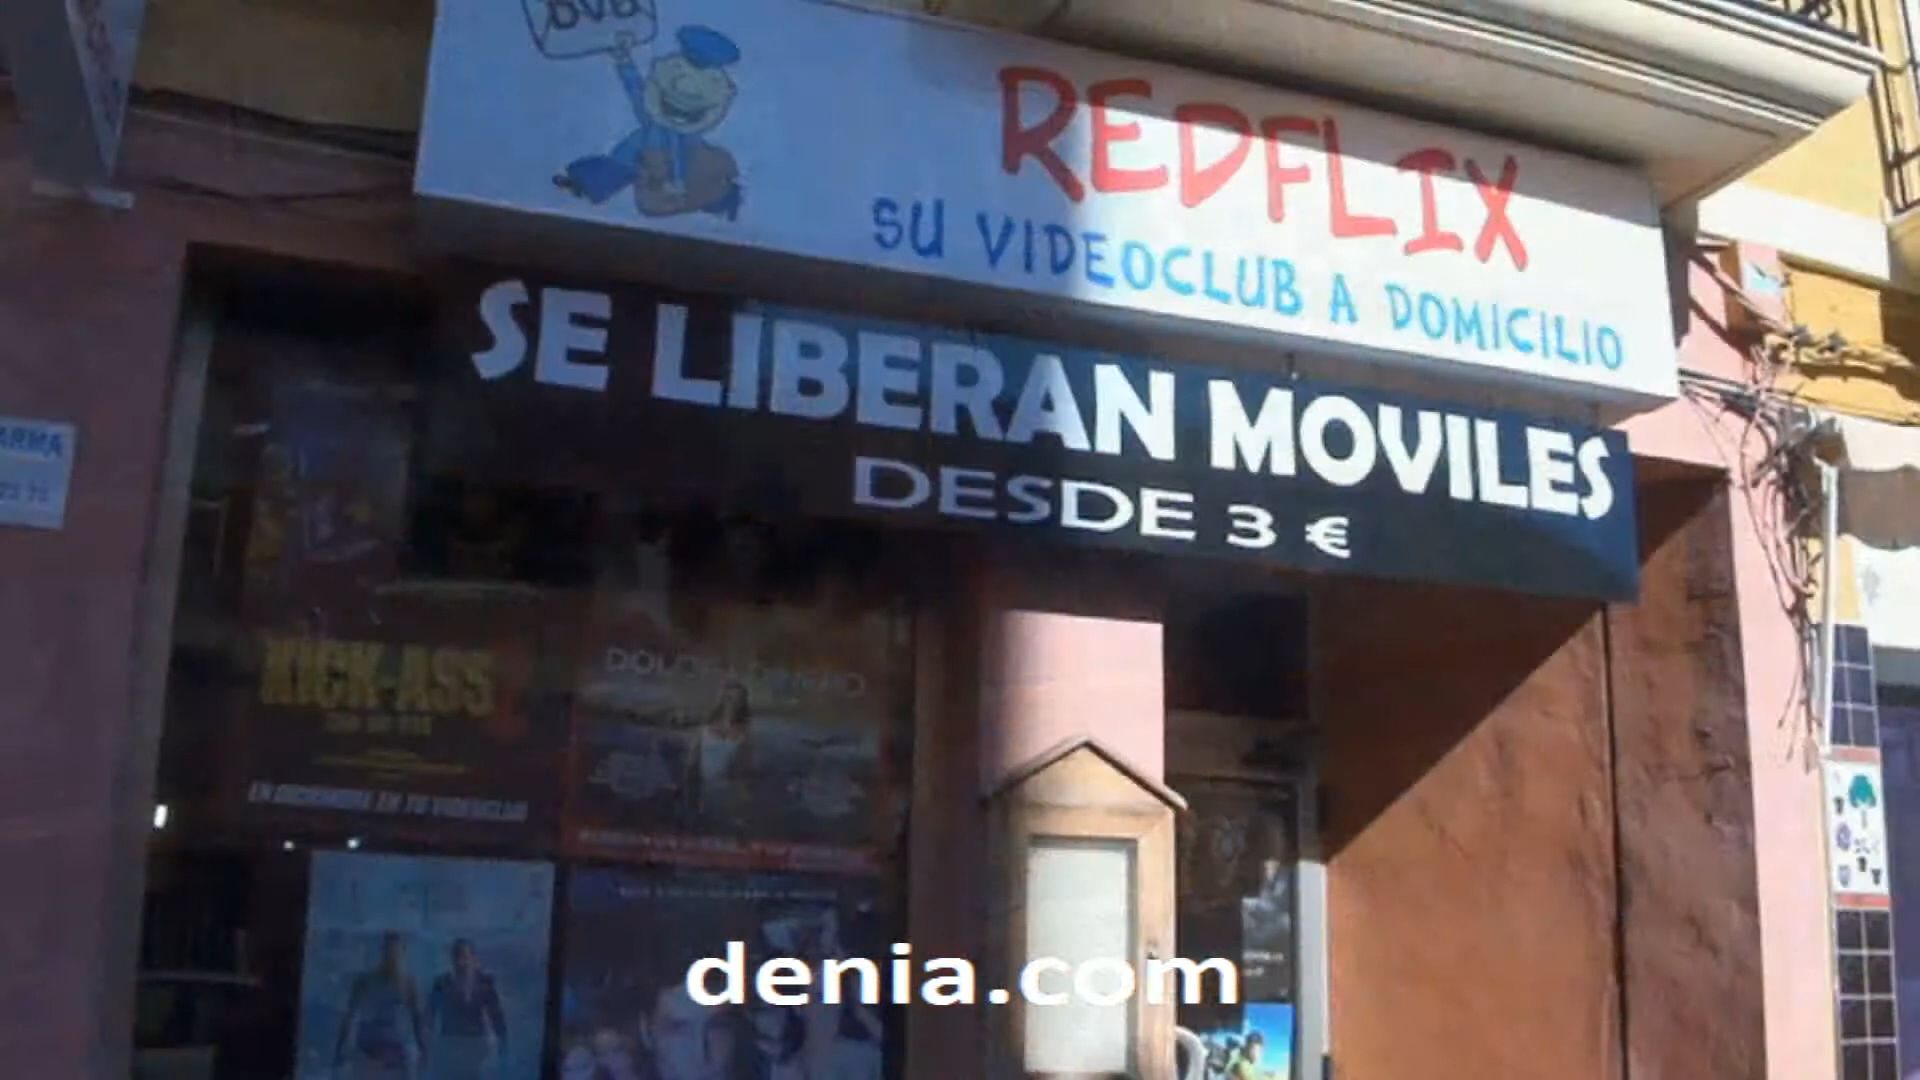 DVD
REDFLIX
SU VIDEOCLUB A DOMICILIO
SE LIBERAN MOVILES
DESDE 3 €
KICK-ASS 2
EN DICIEMBRE EN TU VIDEOCLUB
denia.com